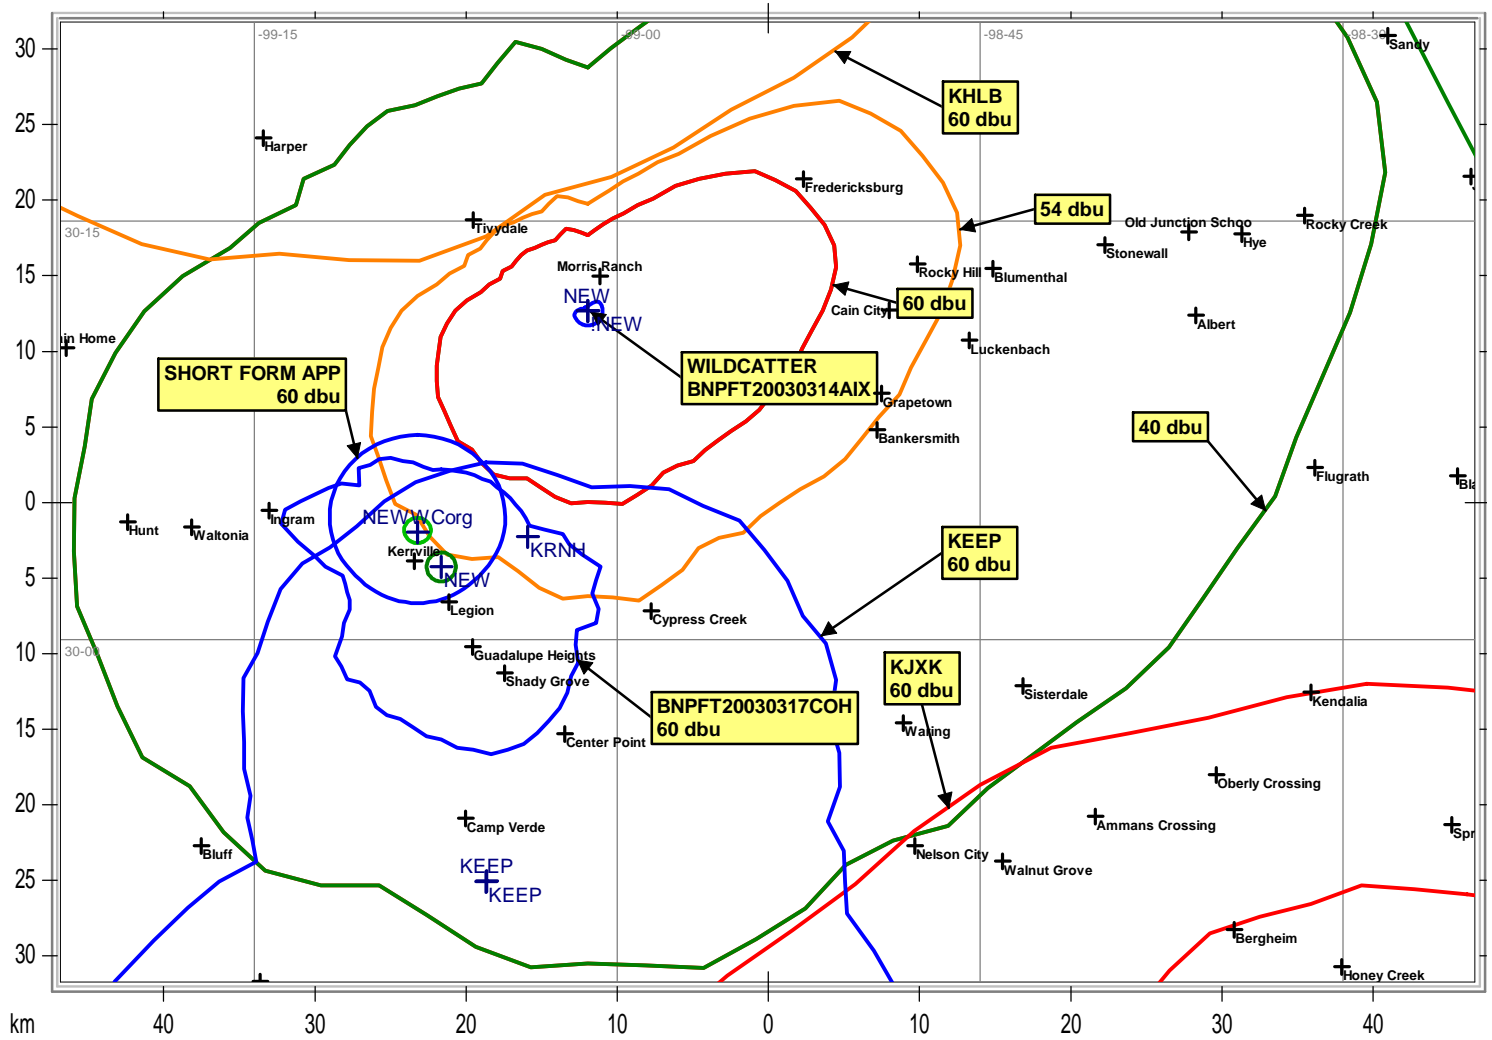 -99-15
-99-00
-98-45
-98-30
Sandy
30
KHLB
60 dbu
25
Harper
Fredericksburg
20
54 dbu
Tivydale
30-15
Old Junction Schoo
Rocky Creek
Hye
Stonewall
15
Morris Ranch
Rocky Hill
Blumenthal
NEW
60 dbu
Cain City
.NEW
Albert
10
ain Home
Luckenbach
SHORT FORM APP
60 dbu
WILDCATTER
BNPFT20030314AIX
Grapetown
5
40 dbu
Bankersmith
Flugrath
Bla
0
NEWWCorg
Ingram
Hunt
Waltonia
Kerrville
KRNH
KEEP
60 dbu
5
NEW
Legion
Cypress Creek
30-00
10
Guadalupe Heights
Shady Grove
KJXK
60 dbu
Sisterdale
Kendalia
BNPFT20030317COH
60 dbu
15
Center Point
Waring
Oberly Crossing
20
Camp Verde
Ammans Crossing
Spr
Bluff
Nelson City
KEEP
Walnut Grove
25
KEEP
Bergheim
30
Honey Creek
km
40
30
20
10
0
10
20
30
40